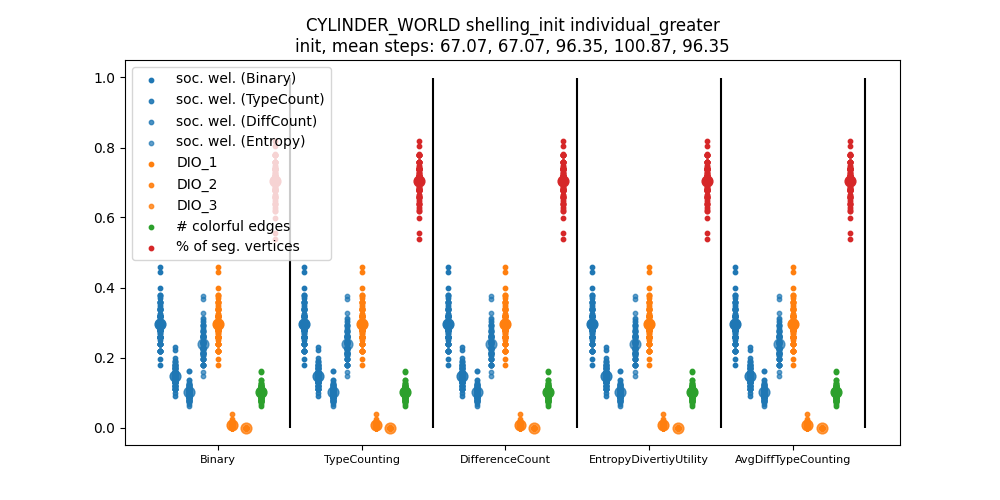 CYLINDER_WORLD shelling_init individual_greater
init, mean steps: 67.07, 67.07, 96.35, 100.87, 96.35
1.0
0.8
0.6
0.4
0.2
0.0
soc. wel. (Binary)
soc. wel. (TypeCount)
soc. wel. (DiffCount)
soc. wel. (Entropy)
DIO_1
DIO_2
DIO_3
# colorful edges
% of seg. vertices
Binary
TypeCounting
DifferenceCount
EntropyDivertiyUtility
AvgDiffTypeCounting